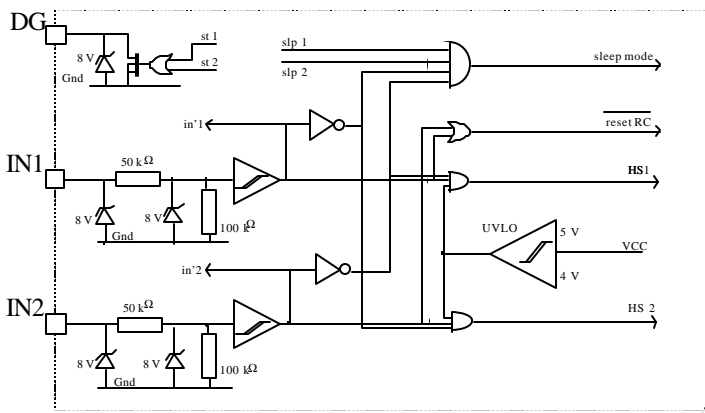 DG
st 1
8 V
st 2
Gnd
slp 1
sleep mode
slp 2
in'1
reset RC
IN1
50 kΩ
HS1
8 V
8 V
100 kΩ
Gnd
UVLO
5 V
VCC
in'2
4 V
IN2
50 kΩ
HS 2
8 V
8 V
100 kΩ
Gnd